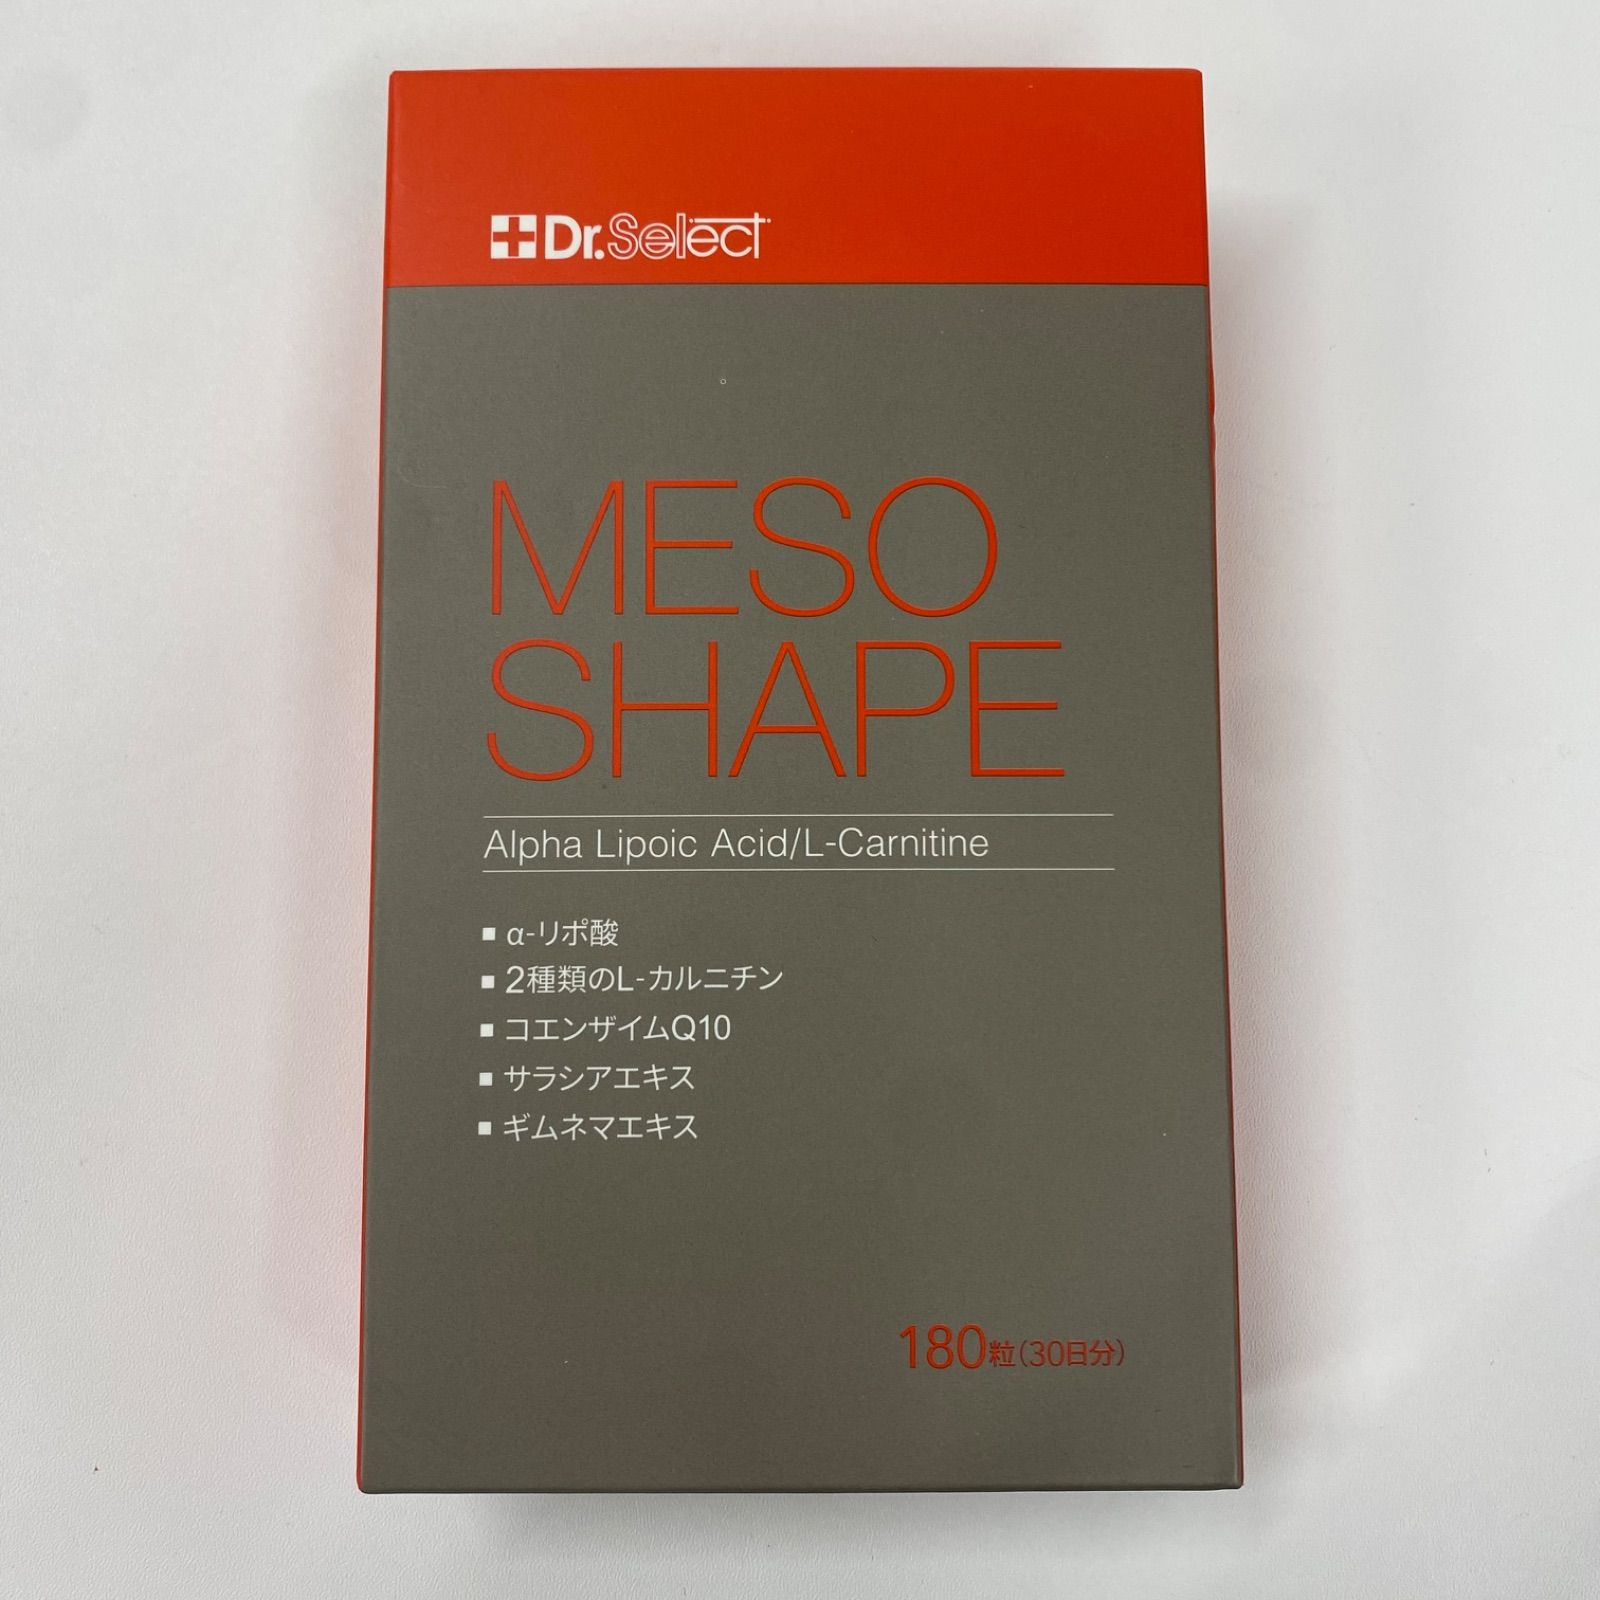 Dr.Select
MESO
SHAPE
Alpha Lipoic Acid/L-Carnitine
■ α-リポ酸
■ 2種類のL-カルニチン
■ コエンザイムQ10
■ サラシアエキス
■ ギムネマエキス
180粒(30日分)